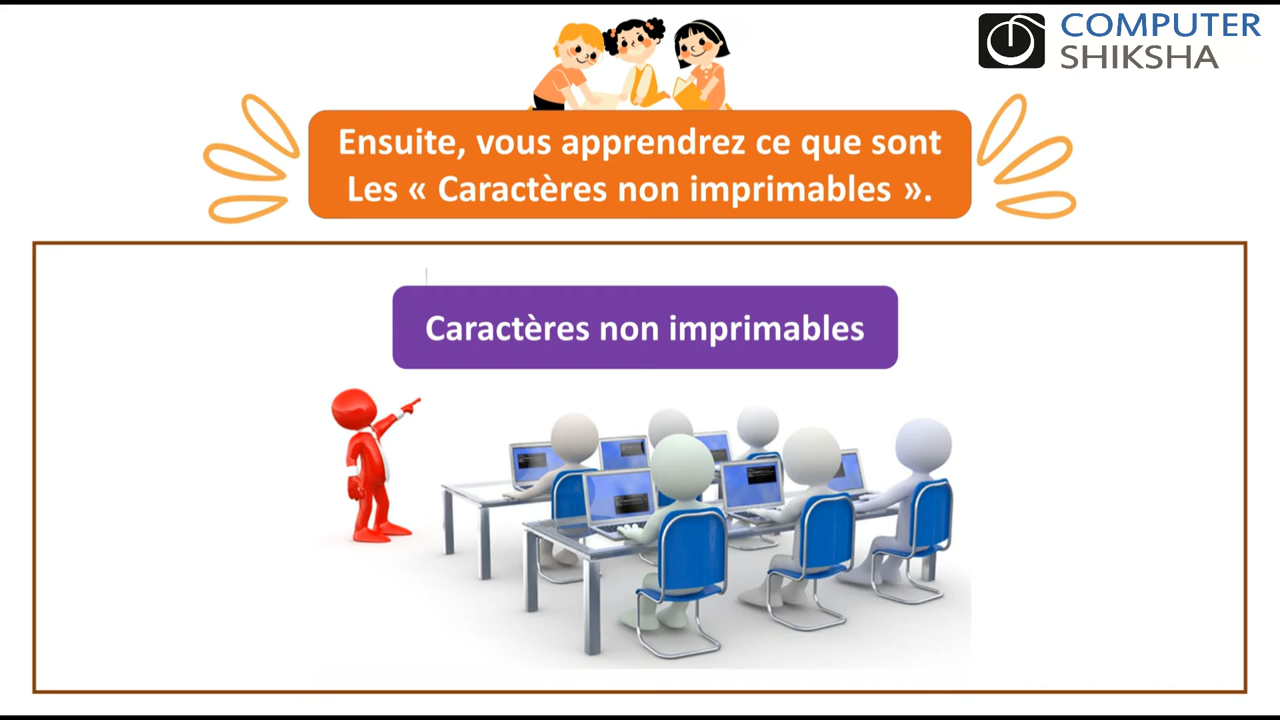 COMPUTER
SHIKSHA
Ensuite, vous apprendrez ce que sont
Les « Caractères non imprimables ».
Caractères non imprimables